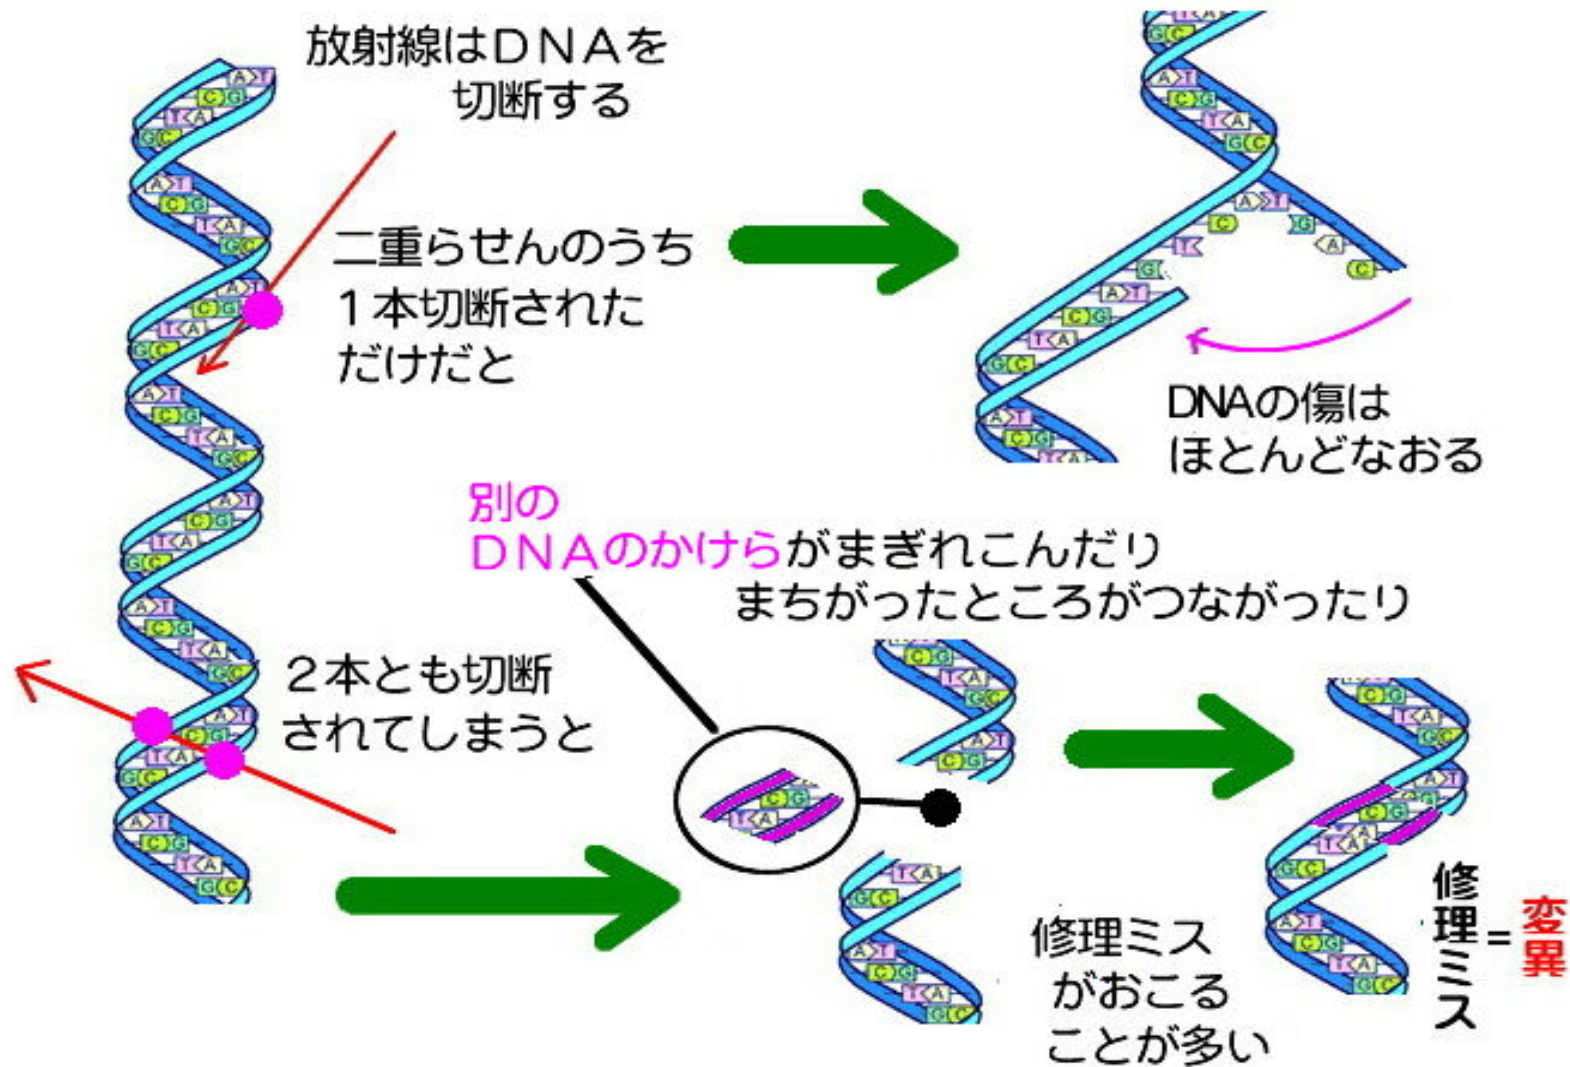 放射線はＤＮＡを
切断する
二重らせんのうち
１本切断された
だけだと
DNAの傷は
ほとんどなおる
２本とも切断
されてしまうと
別の
ＤＮＡのかけらがまぎれこんだり
まちがったところがつながったり
修理ミス
がおこる
ことが多い
修理ミス=変異